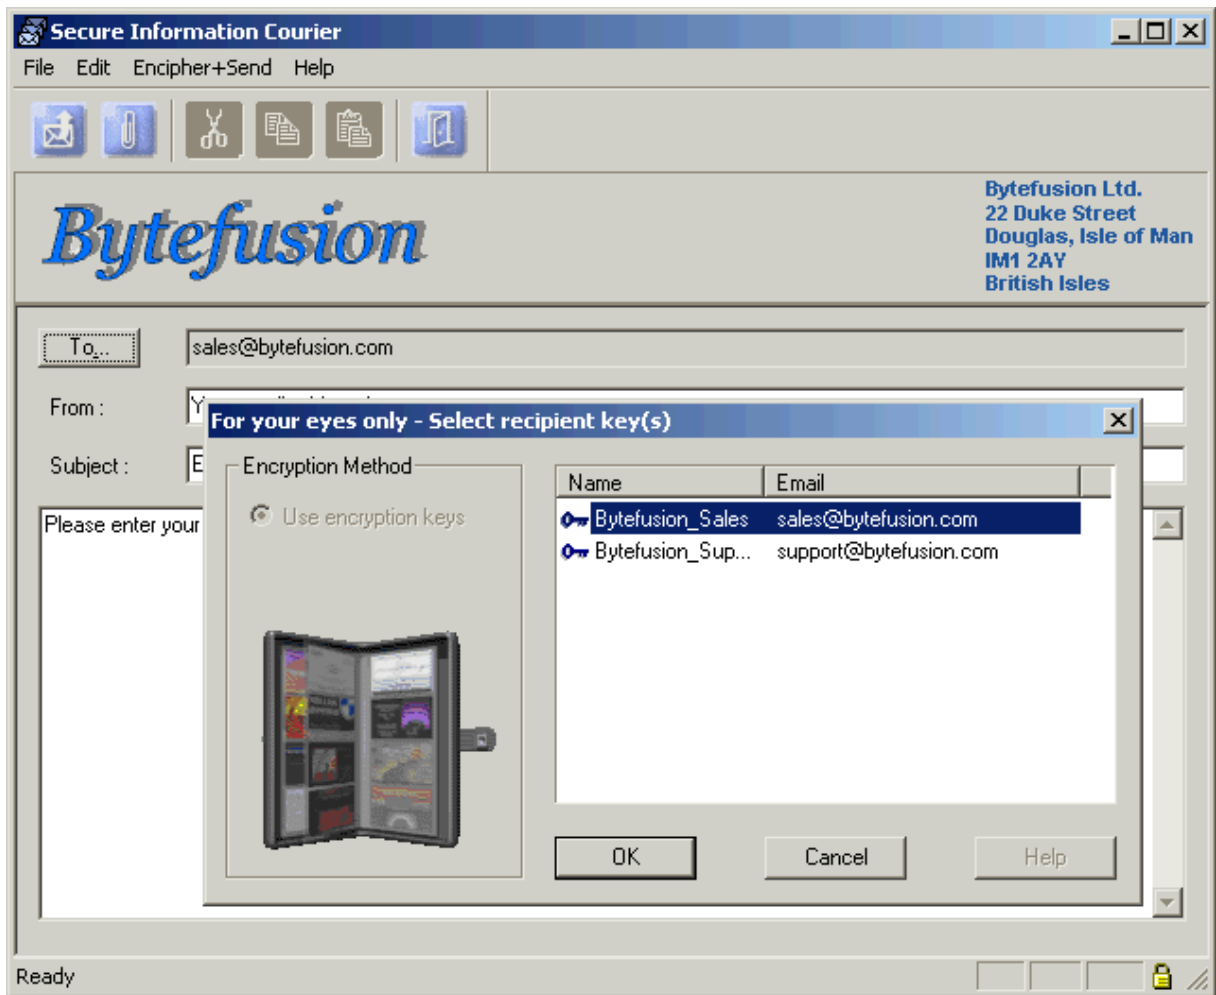 Secure Information Courier
File Edit Encipher+Send Help
Bytefusion
Bytefusion Ltd.
22 Duke Street
Douglas, Isle of Man
IM1 2AY
British Isles
To...
sales@bytefusion.com
From :
Subject :
Please enter your
For your eyes only - Select recipient key(s)
Encryption Method
Use encryption keys
Name Email
Bytefusion_Sales sales@bytefusion.com
Bytefusion_Sup... support@bytefusion.com
OK Cancel Help
Ready